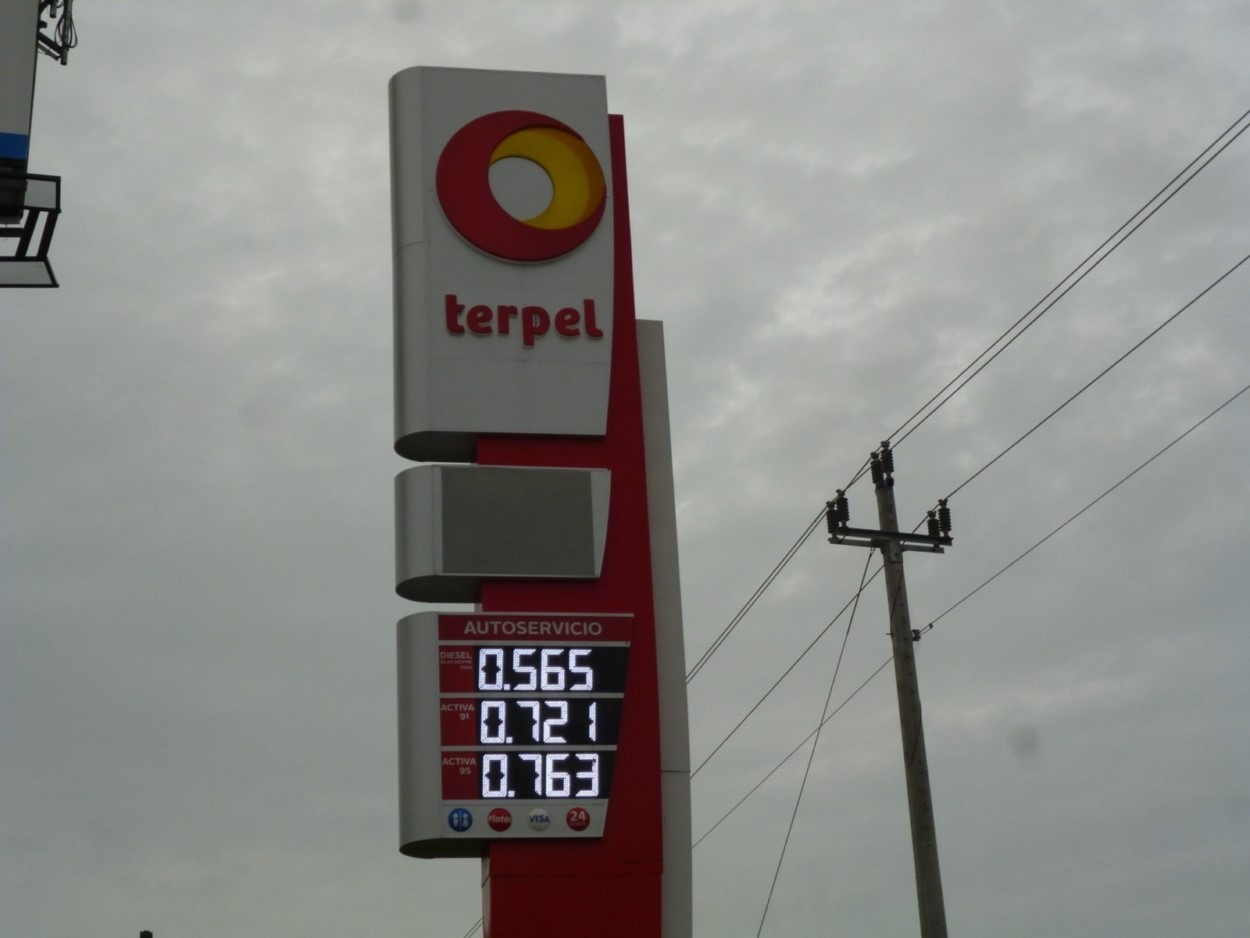 terpel
AUTOSERVICIO
DIESEL
0.565
ACTIVA
91
0.721
ACTIVA
95
0.763
VISA
24